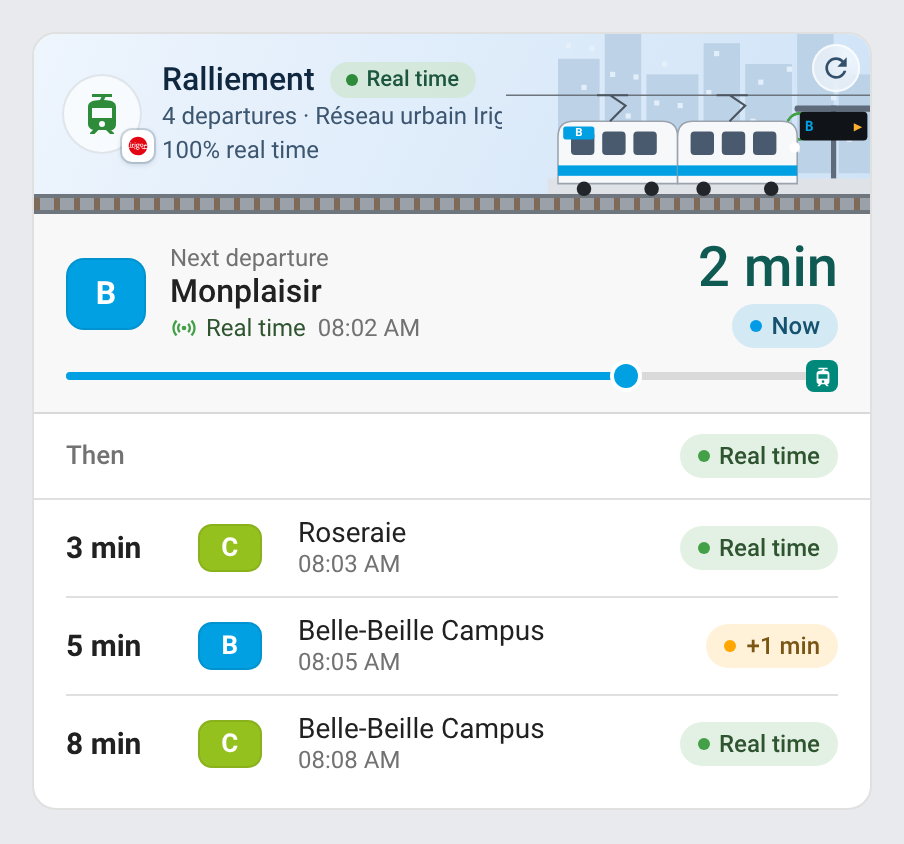 Ralliement
Real time
4 departures · Réseau urbain Irig
100% real time
irigo
B
B
B
Next departure
Monplaisir
Real time 08:02 AM
2 min
Now
Then
Real time
3 min
C
Roseraie
08:03 AM
Real time
5 min
B
Belle-Beille Campus
08:05 AM
+1 min
8 min
C
Belle-Beille Campus
08:08 AM
Real time